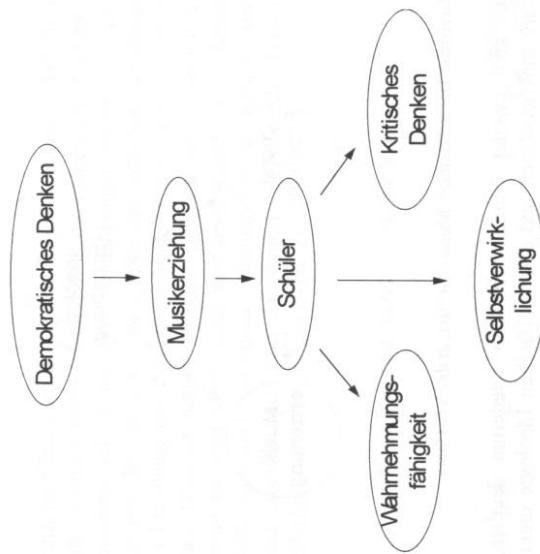 Demokratisches Denken
Musikerziehung
Schüler
Wahrnehmungs-
fähigkeit
Kritisches
Denken
Selbstverwirk-
lichung